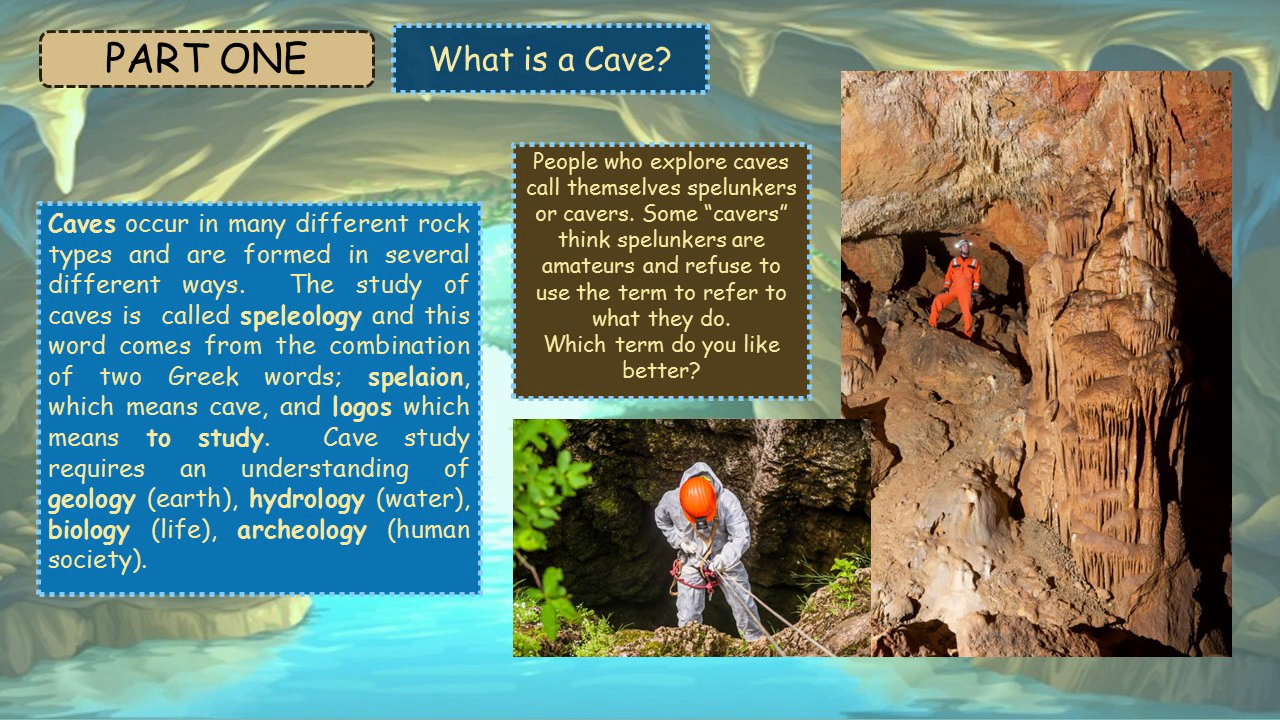 PART ONE
What is a Cave?
People who explore caves
call themselves spelunkers
or cavers. Some “cavers”
think spelunkers are
amateurs and refuse to
use the term to refer to
what they do.
Which term do you like
better?
Caves occur in many different rock
types and are formed in several
different ways. The study of
caves is called speleology and this
word comes from the combination
of two Greek words; spelaion,
which means cave, and logos which
means to study. Cave study
requires an understanding of
geology (earth), hydrology (water),
biology (life), archeology (human
society).